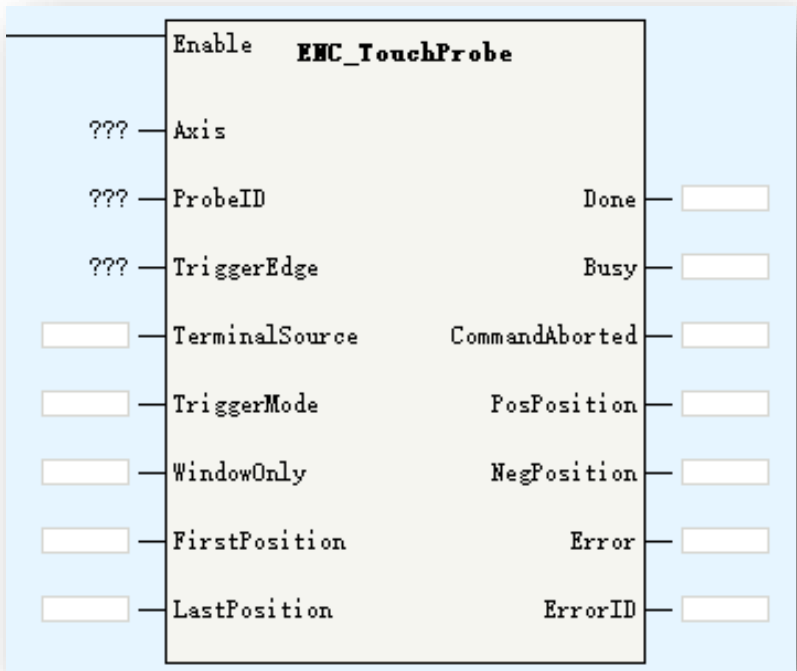 Enable ENC_TouchProbe
??? Axis
??? ProbeID Done
??? TriggerEdge Busy
TerminalSource CommandAborted
TriggerMode PosPosition
WindowOnly NegPosition
FirstPosition Error
LastPosition ErrorID